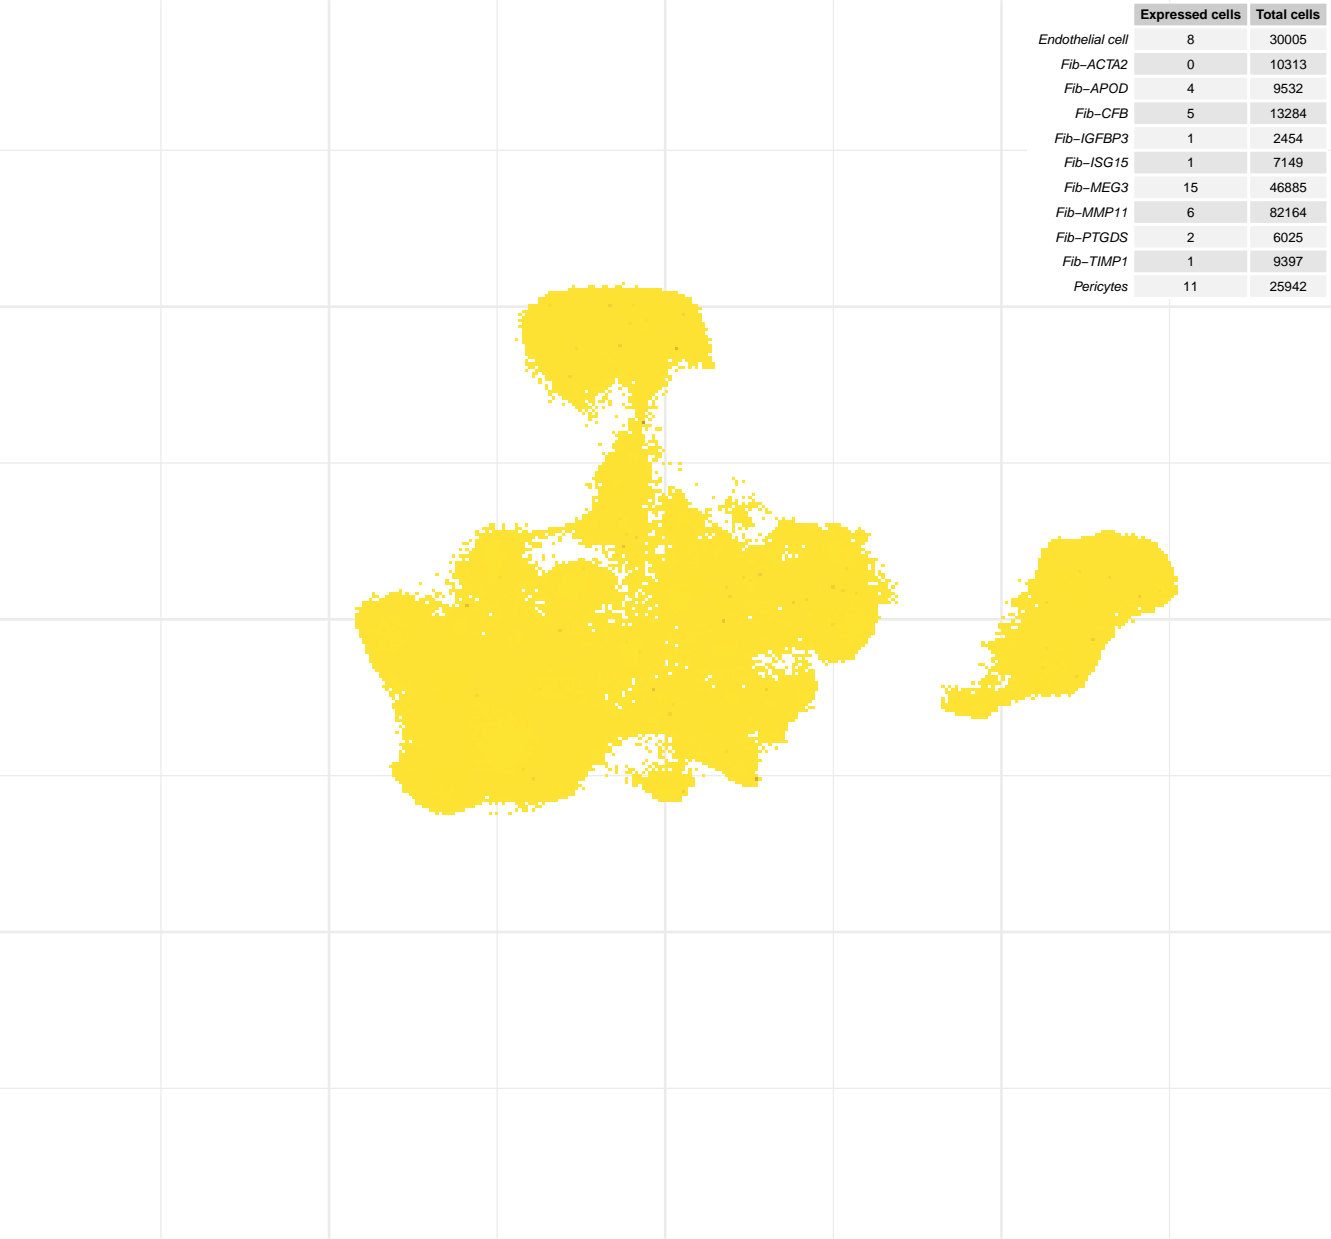 Expressed cells Total cells
Endothelial cell 8 30005
Fib−ACTA2 0 10313
Fib−APOD 4 9532
Fib−CFB 5 13284
Fib−IGFBP3 1 2454
Fib−ISG15 1 7149
Fib−MEG3 15 46885
Fib−MMP11 6 82164
Fib−PTGDS 2 6025
Fib−TIMP1 1 9397
Pericytes 11 25942